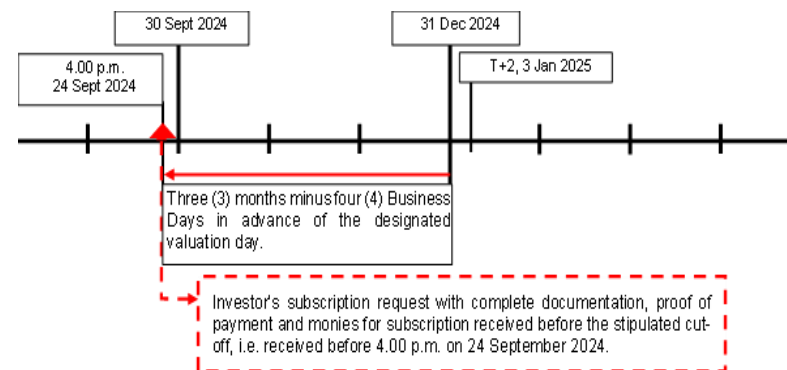 30 Sept 2024
31 Dec 2024
4.00 p.m.
24 Sept 2024
T+2, 3 Jan 2025
Three (3) months minus four (4) Business
Days in advance of the designated
valuation day.
Investor's subscription request with complete documentation, proof of
payment and monies for subscription received before the stipulated cut-
off, i.e. received before 4.00 p.m. on 24 September 2024.